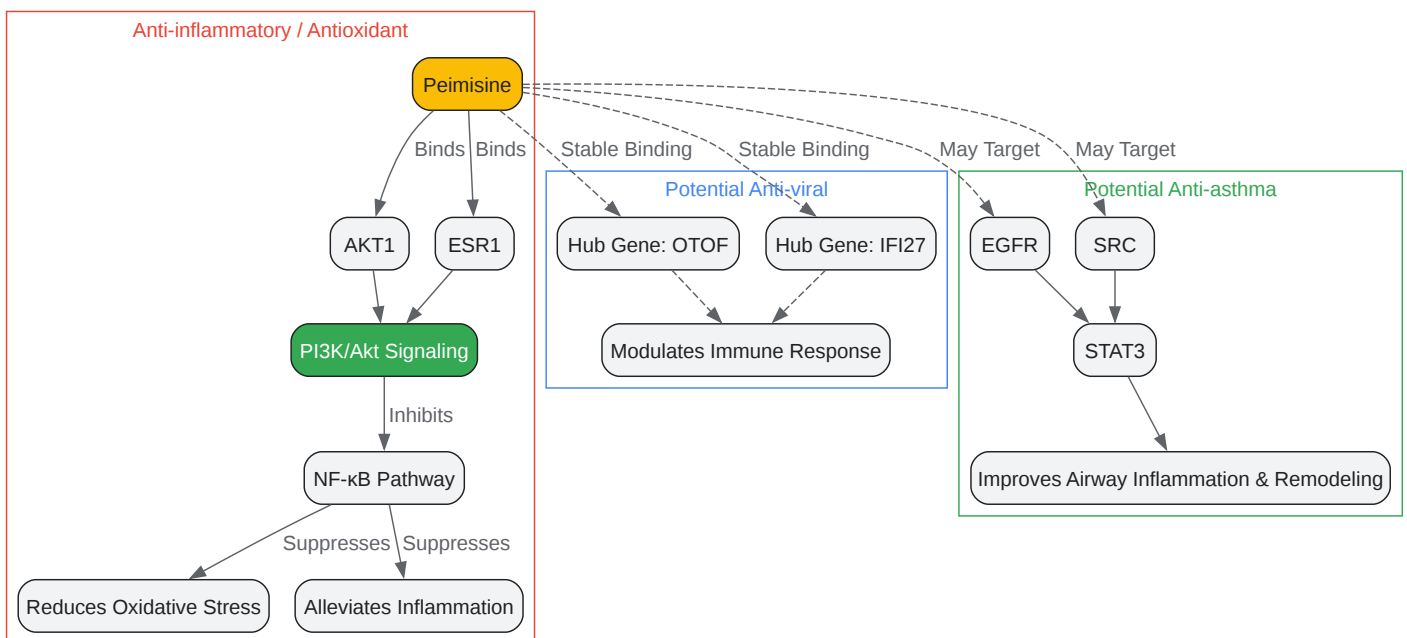 Anti-inflammatory / Antioxidant
Peimisine
Binds
Binds
Stable Binding
Stable Binding
May Target
May Target
Potential Anti-viral
Potential Anti-asthma
AKT1
ESR1
Hub Gene: OTOF
Hub Gene: IFI27
EGFR
SRC
PI3K/Akt Signaling
Modulates Immune Response
STAT3
Inhibits
NF-κB Pathway
Improves Airway Inflammation & Remodeling
Suppresses
Suppresses
Reduces Oxidative Stress
Alleviates Inflammation